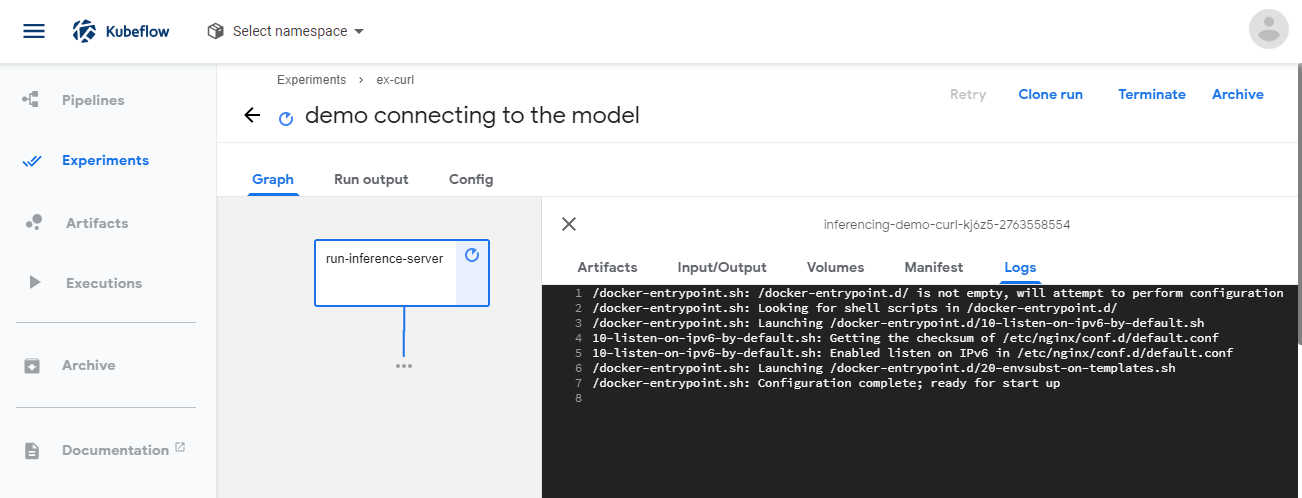 Kubeflow
Select namespace
Pipelines
Experiments
Artifacts
Executions
Archive
Documentation
Experiments > ex-curl
demo connecting to the model
Retry Clone run Terminate Archive
Graph Run output Config
run-inference-server
...
inferencing-demo-curl-kj6z5-2763558554
Artifacts Input/Output Volumes Manifest Logs
1 /docker-entrypoint.sh: /docker-entrypoint.d/ is not empty, will attempt to perform configuration
2 /docker-entrypoint.sh: Looking for shell scripts in /docker-entrypoint.d/
3 /docker-entrypoint.sh: Launching /docker-entrypoint.d/10-listen-on-ipv6-by-default.sh
4 10-listen-on-ipv6-by-default.sh: Getting the checksum of /etc/nginx/conf.d/default.conf
5 10-listen-on-ipv6-by-default.sh: Enabled listen on IPv6 in /etc/nginx/conf.d/default.conf
6 /docker-entrypoint.sh: Launching /docker-entrypoint.d/20-envsubst-on-templates.sh
7 /docker-entrypoint.sh: Configuration complete; ready for start up
8